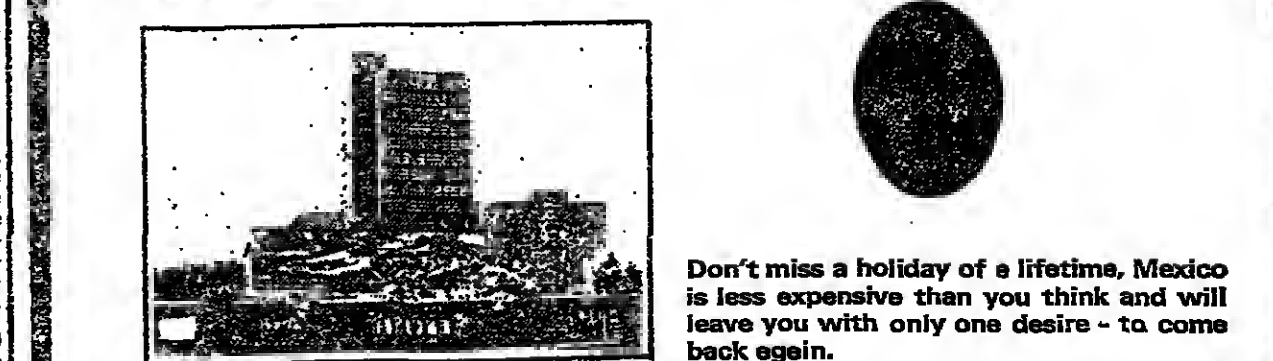 Don't miss a holiday of a lifetime, Mexico
is less expensive than you think and will
leave you with only one desire - to come
back again.